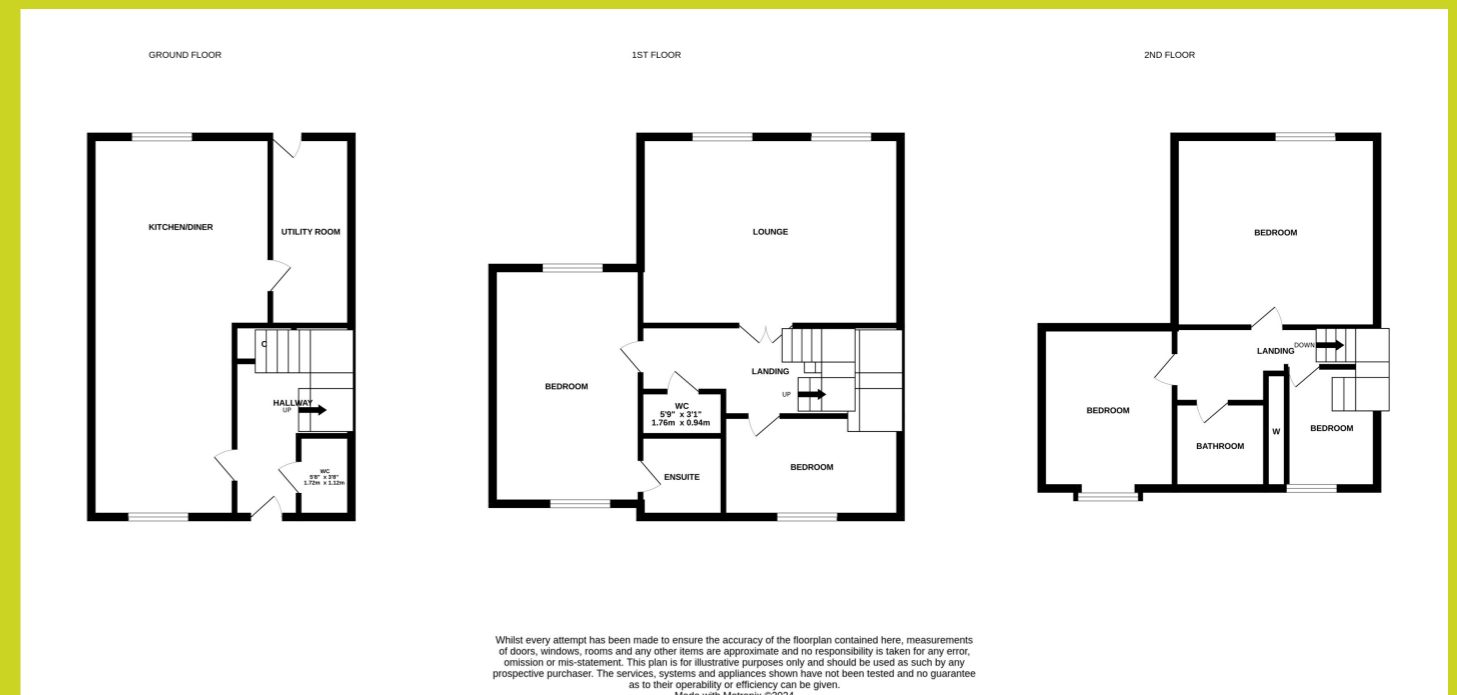 GROUND FLOOR
1ST FLOOR
2ND FLOOR
KITCHEN/DINER
UTILITY ROOM
C
HALLWAY
UP
WC
5'8" x 3'8"
1.72m x 1.12m
LOUNGE
BEDROOM
LANDING
UP
WC
5'9" x 3'1"
1.76m x 0.94m
ENSUITE
BEDROOM
BEDROOM
LANDING
DOWN
BEDROOM
BATHROOM
W
BEDROOM
Whilst every attempt has been made to ensure the accuracy of the floorplan contained here, measurements
of doors, windows, rooms and any other items are approximate and no responsibility is taken for any error,
omission or mis-statement. This plan is for illustrative purposes only and should be used as such by any
prospective purchaser. The services, systems and appliances shown have not been tested and no guarantee
as to their operability or efficiency can be given.
Made with Metropix ©2024